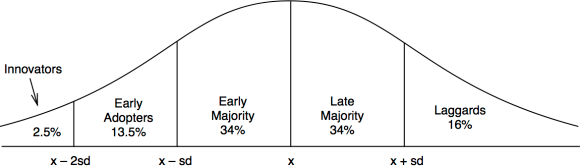 Innovators
2.5%
Early
Adopters
13.5%
Early
Majority
34%
Late
Majority
34%
Laggards
16%
x – 2sd
x – sd
x
x + sd